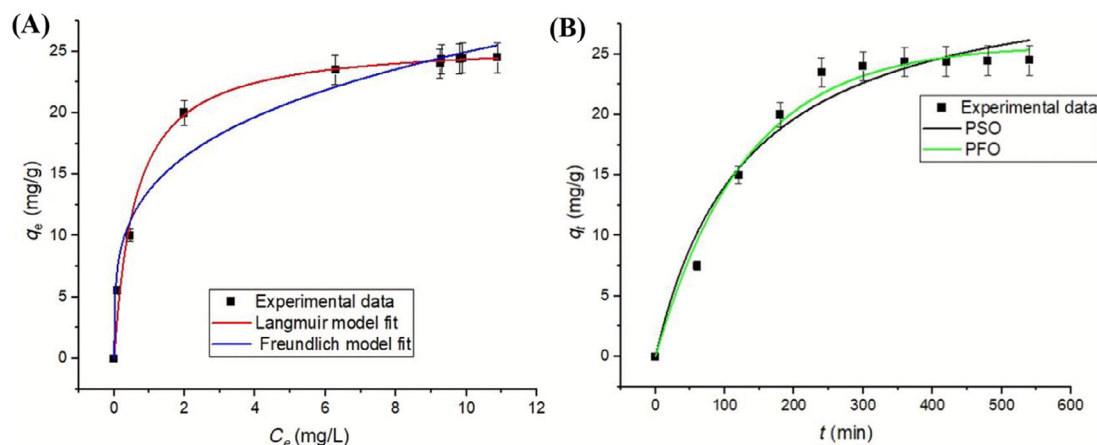 (A)
25
20
15
10
5
0
qe (mg/g)
Experimental data
Langmuir model fit
Freundlich model fit
0 2 4 6 8 10 12
Ce (mg/L)
(B)
30
25
20
15
10
5
0
qt (mg/g)
Experimental data
PSO
PFO
0 100 200 300 400 500 600
t (min)